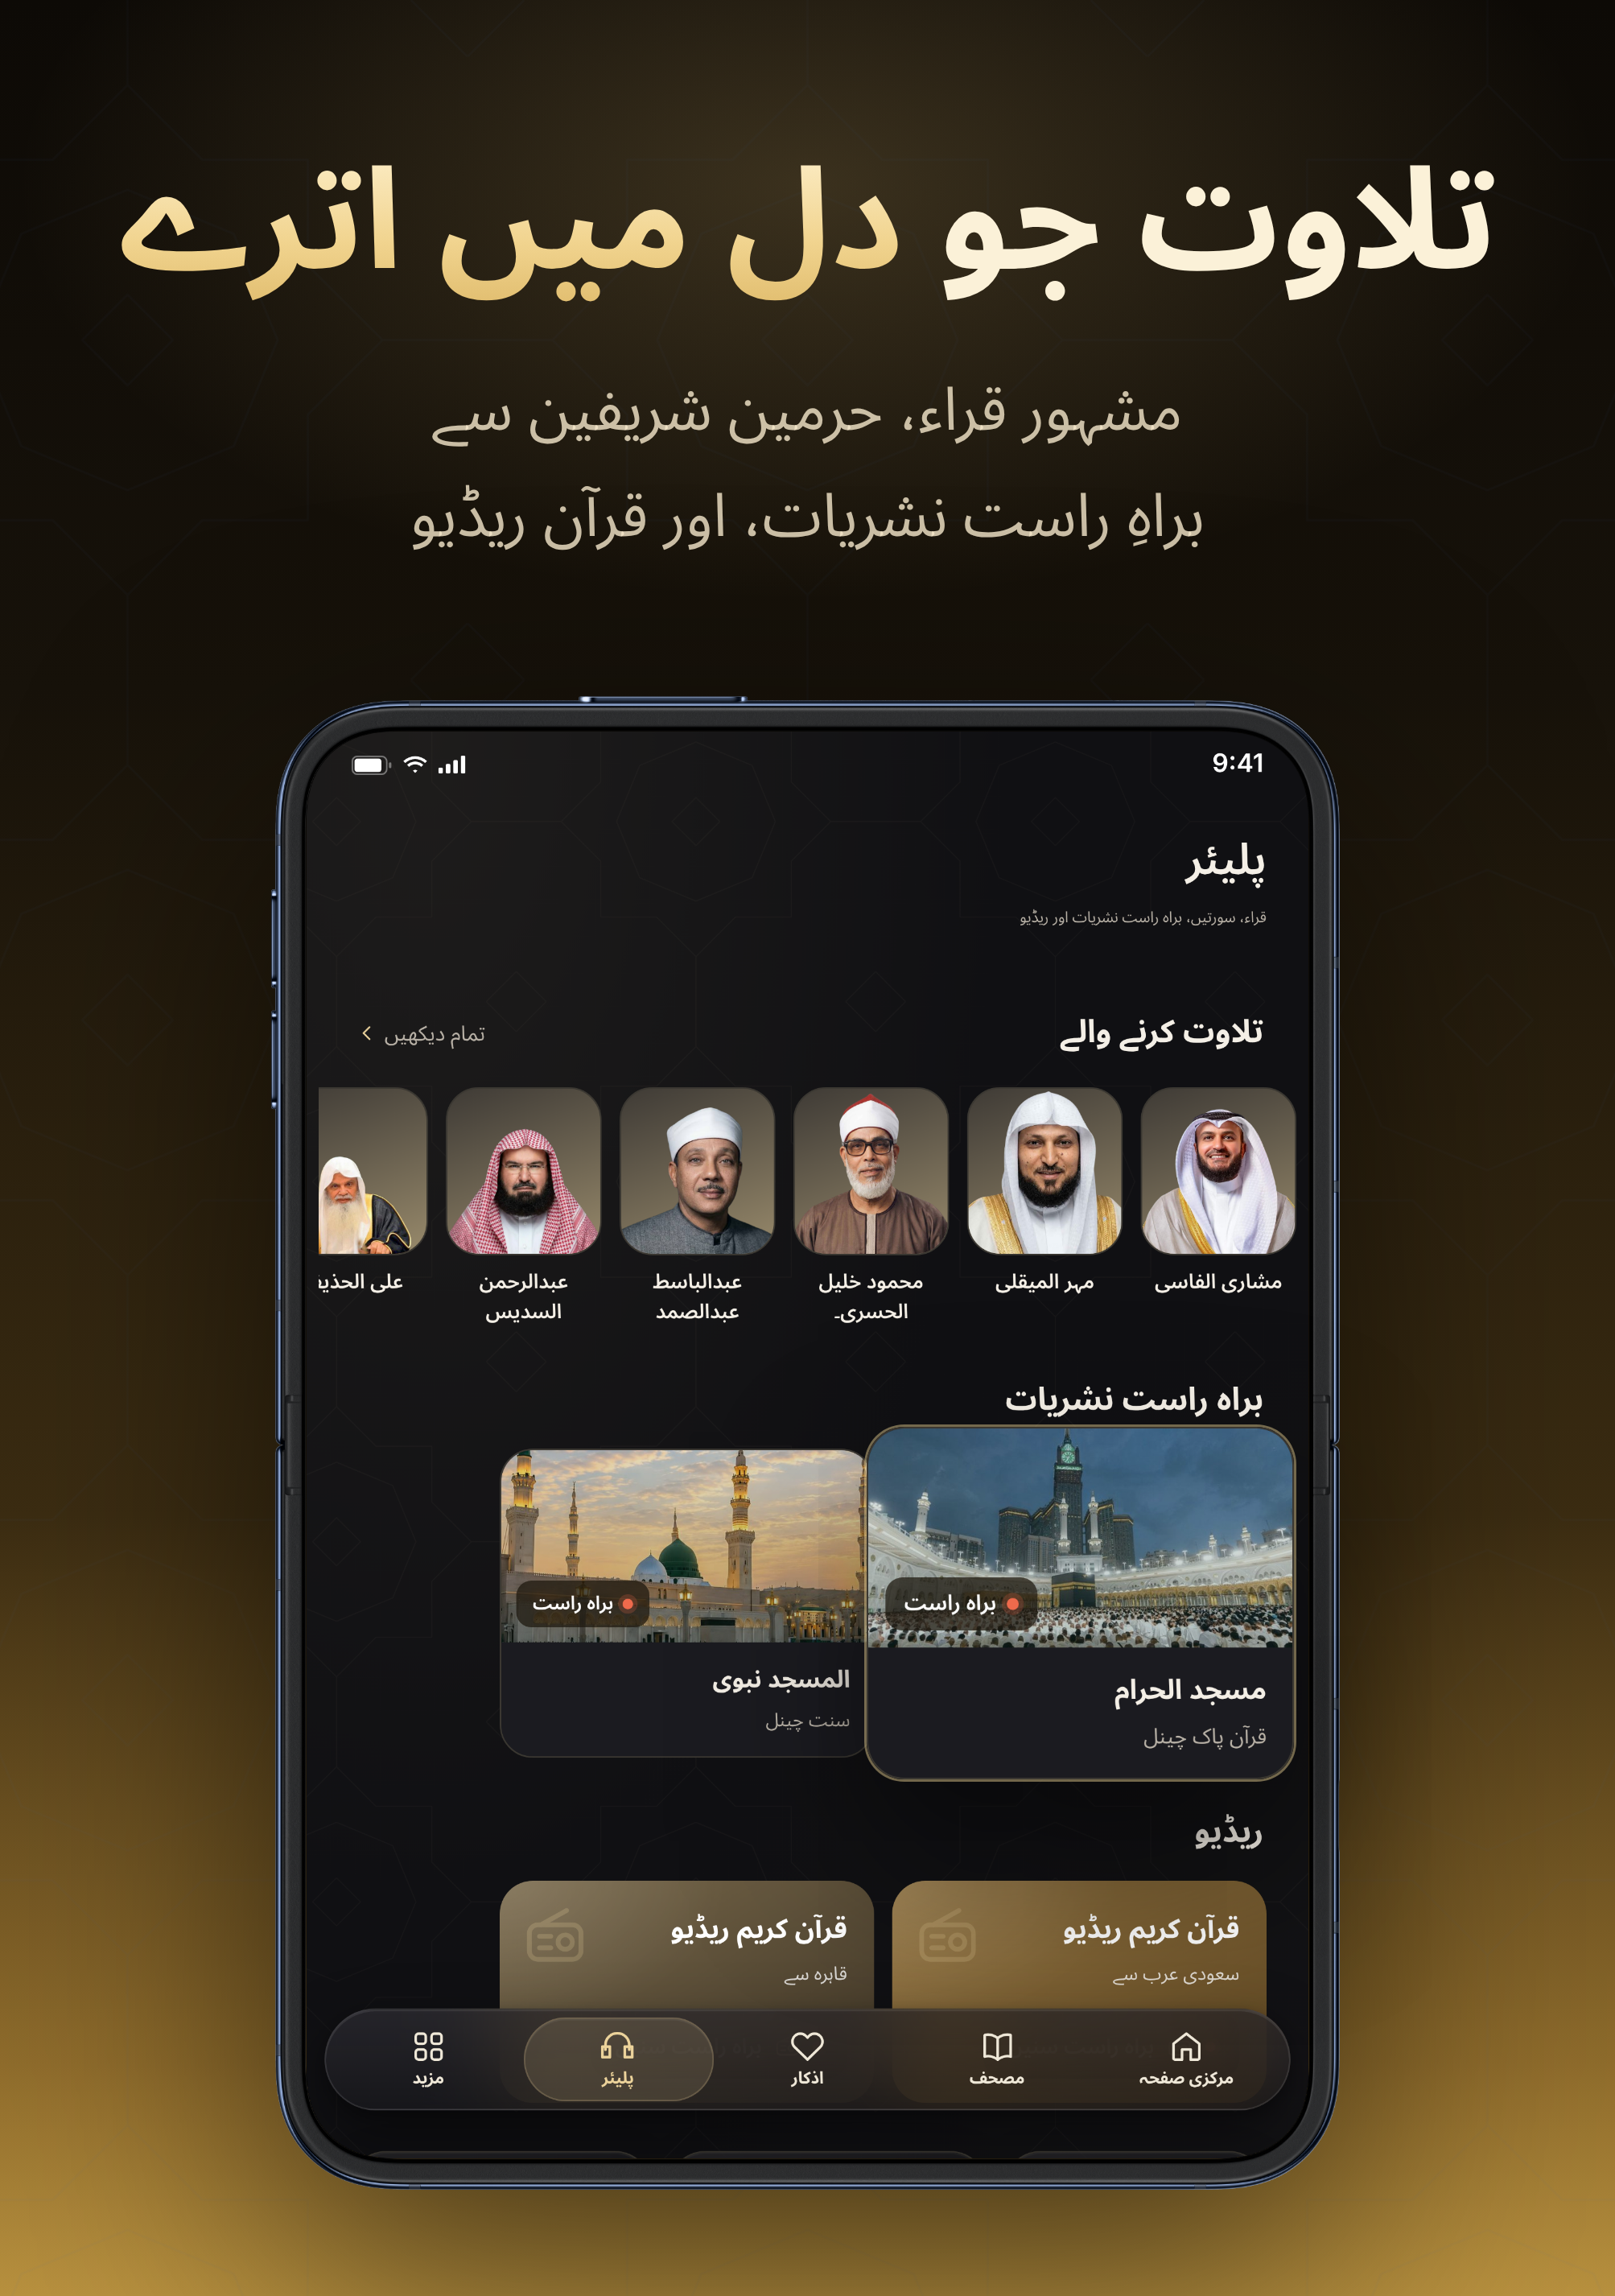 تلاوت جو دل میں اترے
مشہور قراء، حرمین شریفین سے
براہِ راست نشریات، اور قرآن ریڈیو
9:41
پلیئر
قراء، سورتیں، براہ راست نشریات اور ریڈیو
تلاوت کرنے والے
تمام دیکھیں
مشاری الفاسی
مہر المیقلی
محمود خلیل
الحسری۔
عبدالباسط
عبدالصمد
عبدالرحمن
السدیس
علی الحذیف
براہ راست نشریات
براہ راست
براہ راست
مسجد الحرام
قرآن پاک چینل
المسجد نبوی
سنت چینل
ریڈیو
قرآن کریم ریڈیو
سعودی عرب سے
قرآن کریم ریڈیو
قاہرہ سے
مرکزی صفحہ
مصحف
اذکار
پلیئر
مزید